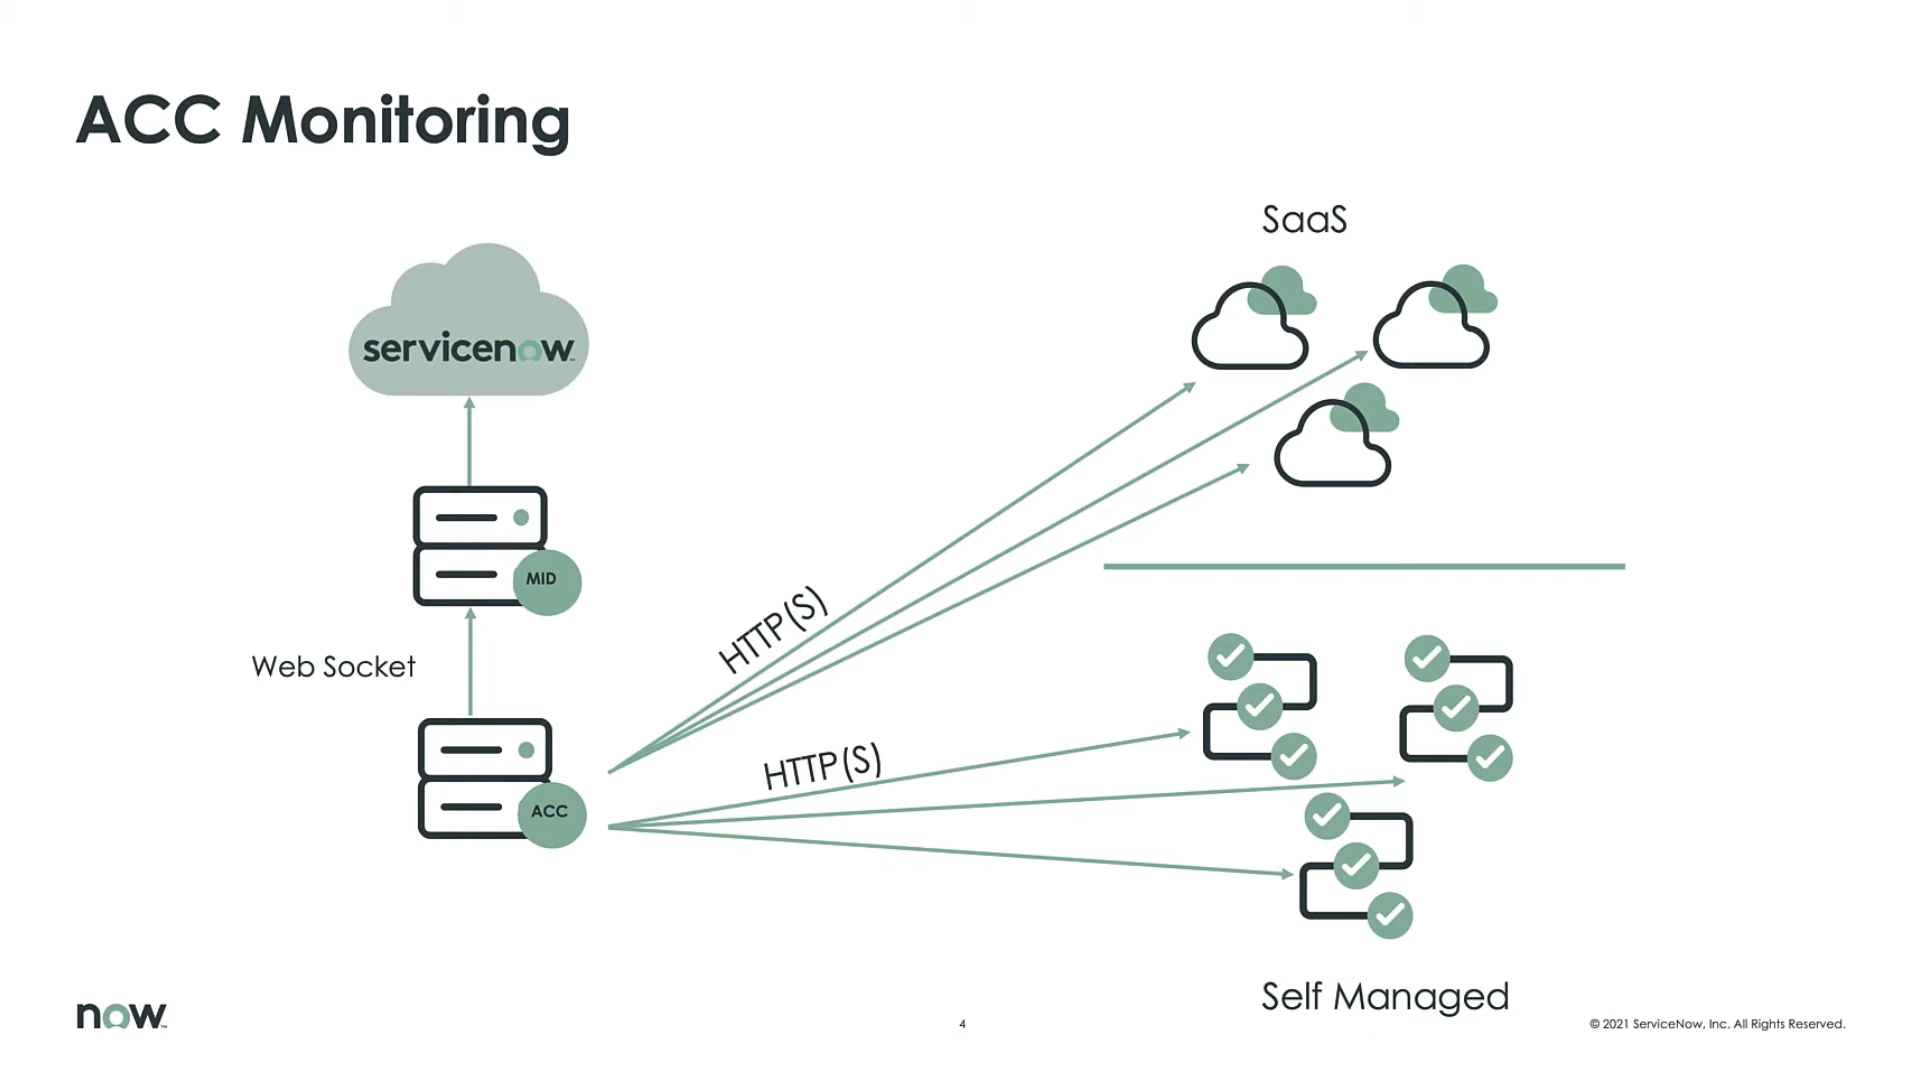 ACC Monitoring
SaaS
servicenow
MID
HTTP(S)
Web Socket
HTTP(S)
ACC
Self Managed
now
4
© 2021 ServiceNow, Inc. All Rights Reserved.